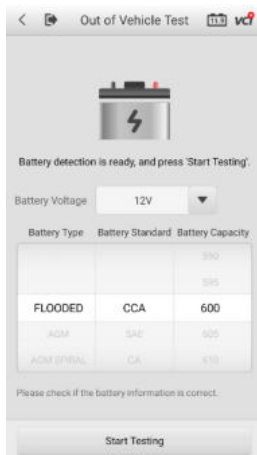 Out of Vehicle Test 11.9 VCI
Battery detection is ready, and press 'Start Testing'.
Battery Voltage 12V
Battery Type Battery Standard Battery Capacity
590
595
FLOODED CCA 600
AGM SAE 605
AGM SPIRAL CA 610
Please check if the battery information is correct.
Start Testing